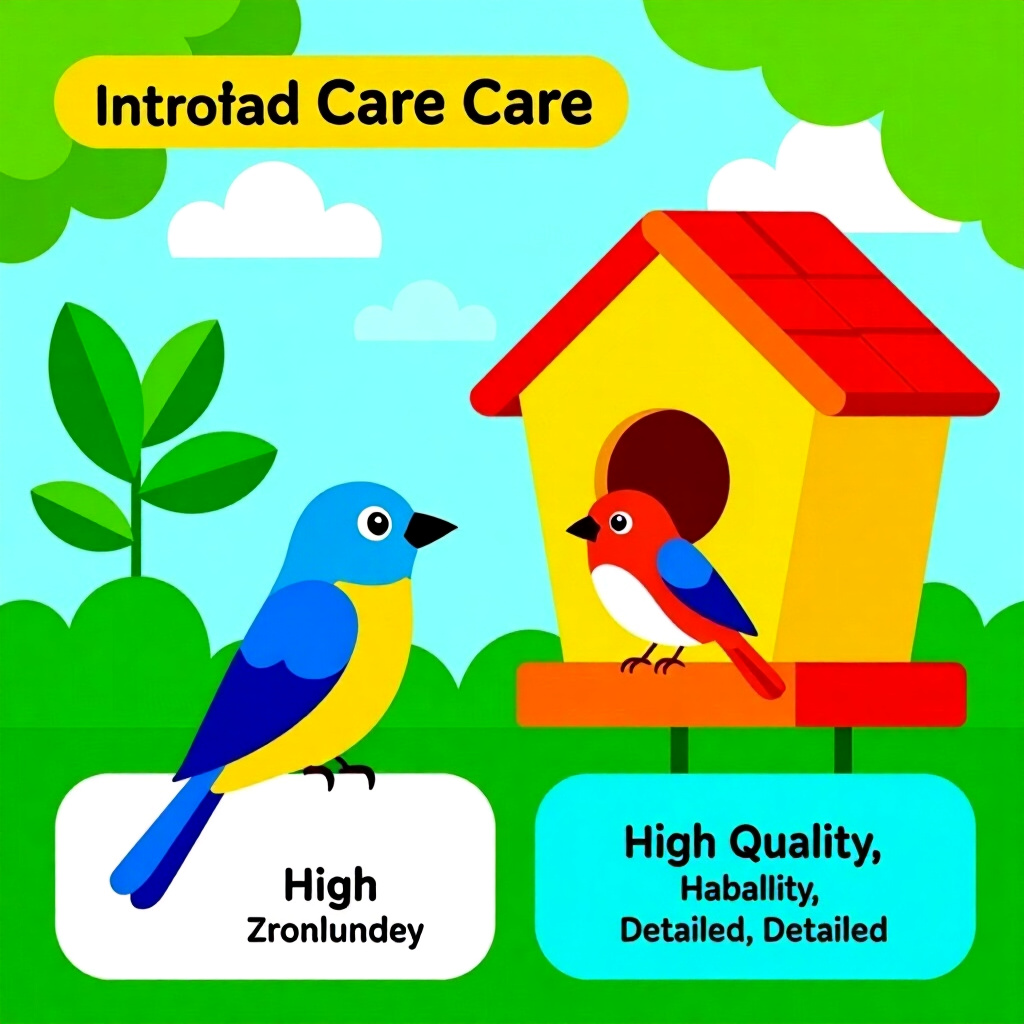 Introtad Care Care
High
Zronlundey
High Quality,
Haballity,
Detailed, Detailed